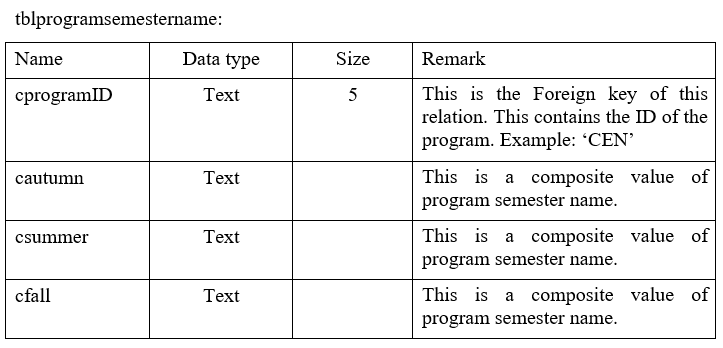 tblprogramsemestername:
Name Data type Size Remark
cprogramID Text 5 This is the Foreign key of this
relation. This contains the ID of the
program. Example: ‘CEN’
cautumn Text This is a composite value of
program semester name.
csummer Text This is a composite value of
program semester name.
cfall Text This is a composite value of
program semester name.